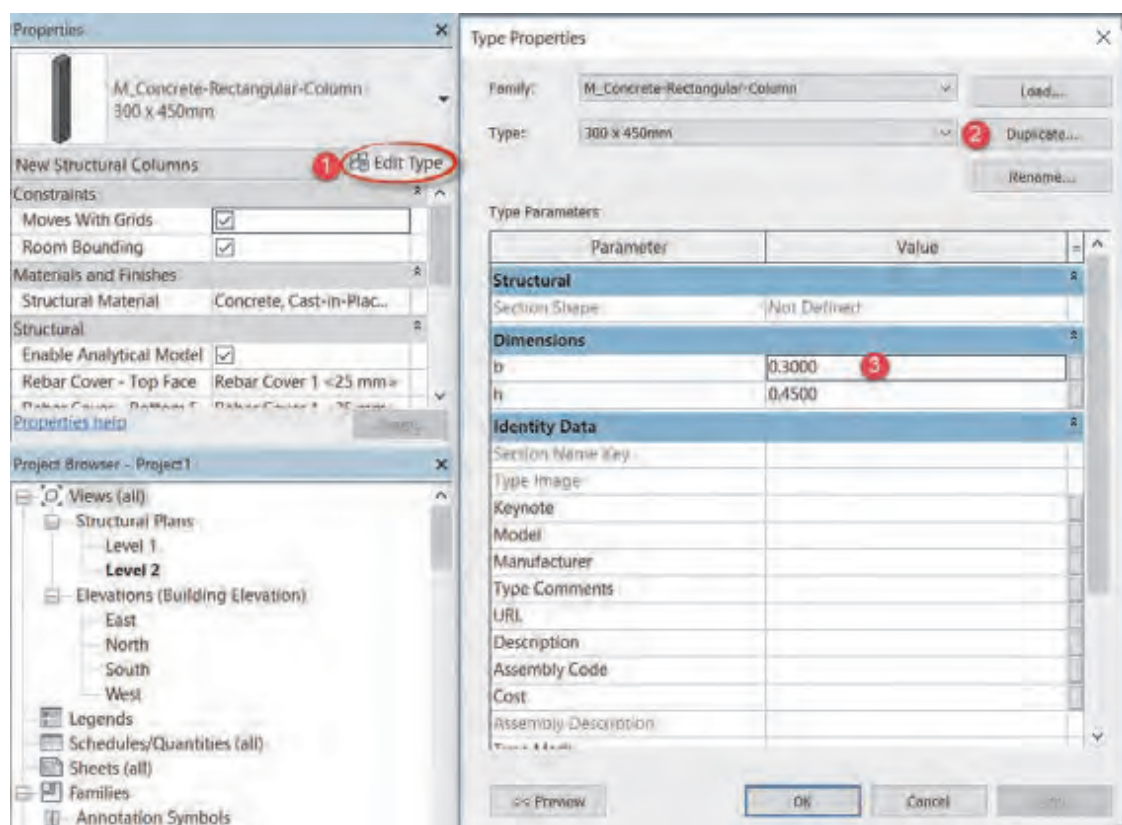 Properties
M_Concrete-Rectangular-Column
300 x 450mm
New Structural Columns
1
Edit Type
Constraints
Moves With Grids
Room Bounding
Materials and Finishes
Structural Material Concrete, Cast-in-Plac...
Structural
Enable Analytical Model
Rebar Cover - Top Face Rebar Cover 1 <25 mm>
Properties help
Project Browser - Project1
Views (all)
Structural Plans
Level 1
Level 2
Elevations (Building Elevation)
East
North
South
West
Legends
Schedules/Quantities (all)
Sheets (all)
Families
Annotation Symbols
Type Properties
Family: M_Concrete-Rectangular-Column Load...
Type: 300 x 450mm 2 Duplicate...
Rename...
Type Parameters
Parameter Value =
Structural
Section Shape Not Defined
Dimensions
b 0.3000 3
h 0.4500
Identity Data
Section Name Key
Type Image
Keynote
Model
Manufacturer
Type Comments
URL
Description
Assembly Code
Cost
Assembly Description
<< Preview OK Cancel